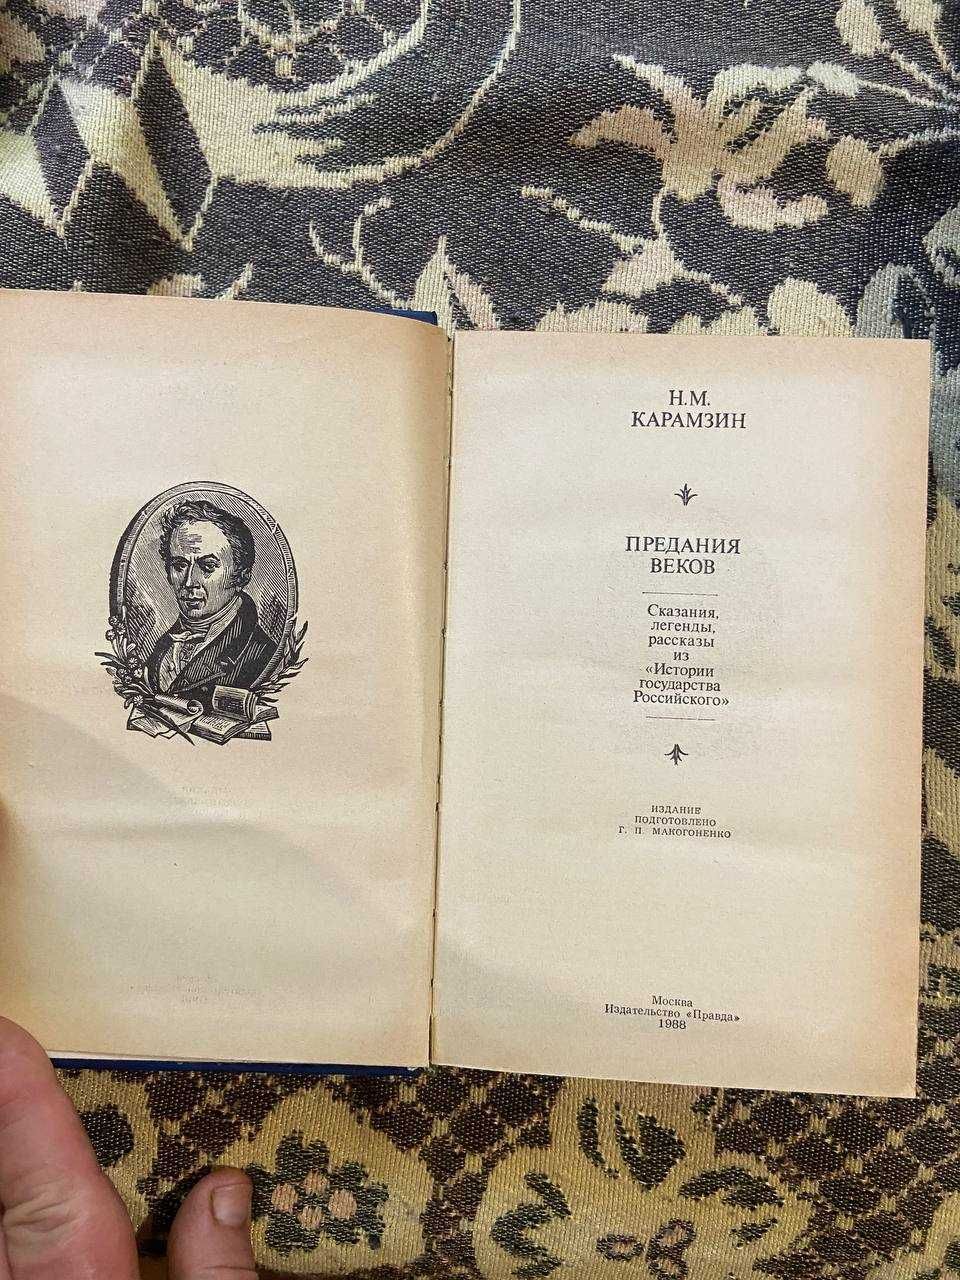 Н.М.
КАРАМЗИН
ПРЕДАНИЯ
ВЕКОВ
Сказания,
легенды,
рассказы
из
«Истории
государства
Российского»
ИЗДАНИЕ
ПОДГОТОВЛЕНО
Г. П. МАКОГОНЕНКО
Москва
Издательство «Правда»
1988